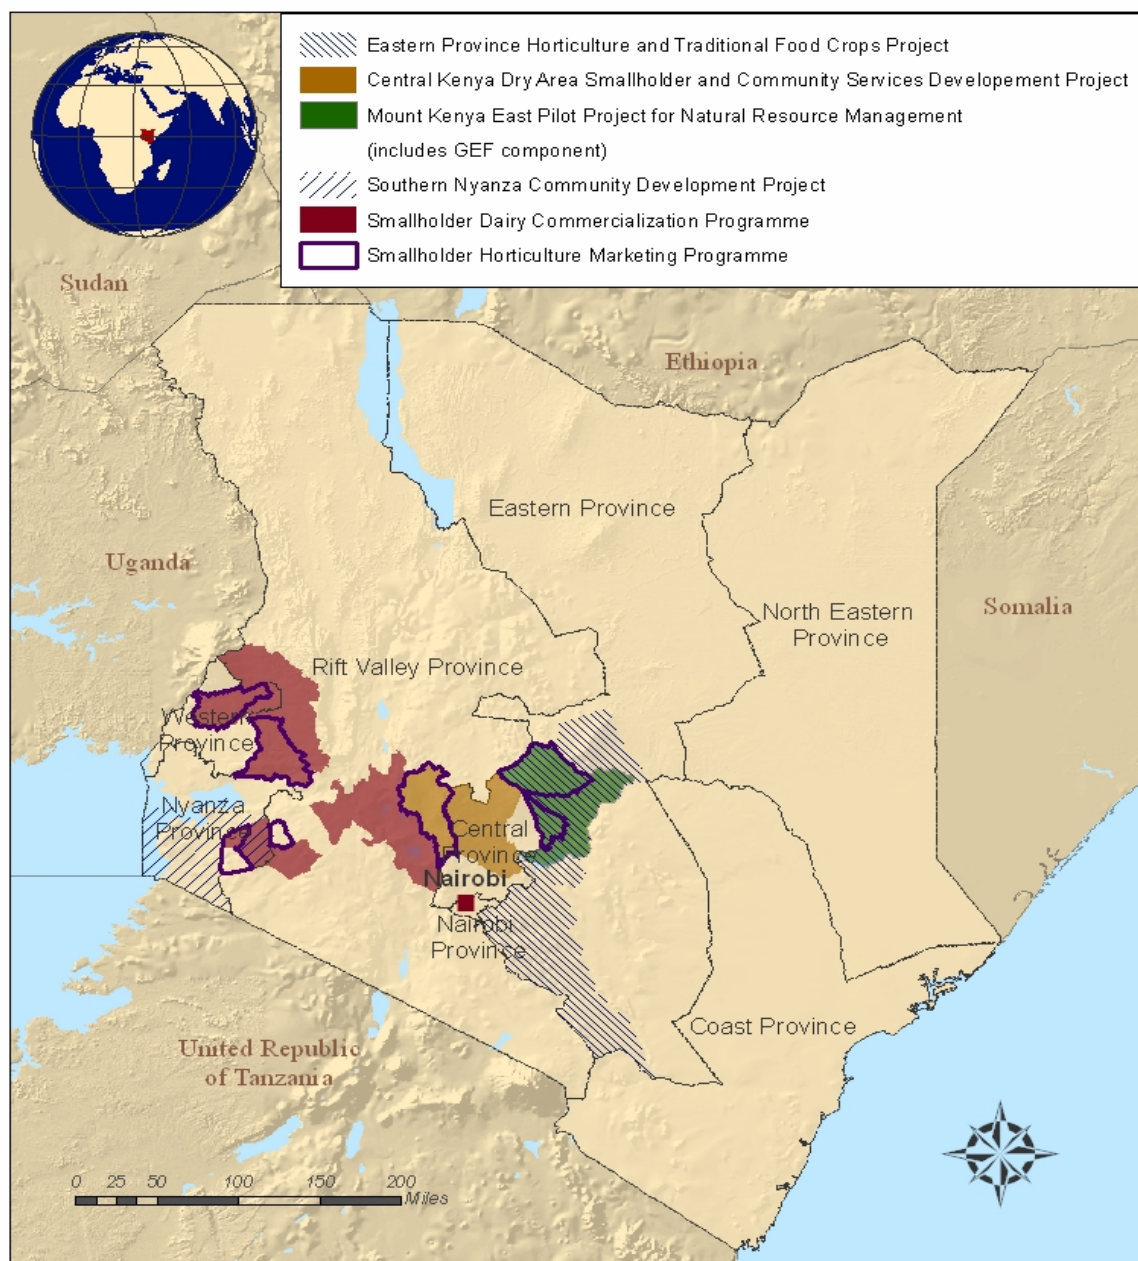 Eastern Province Horticulture and Traditional Food Crops Project
Central Kenya Dry Area Smallholder and Community Services Developement Project
Mount Kenya East Pilot Project for Natural Resource Management
(includes GEF component)
Southern Nyanza Community Development Project
Smallholder Dairy Commercialization Programme
Smallholder Horticulture Marketing Programme
Sudan
Ethiopia
Eastern Province
Uganda
North Eastern
Province
Somalia
Rift Valley Province
Western
Province
Nyanza
Province
Central
Province
Nairobi
Nairobi
Province
Coast Province
United Republic
of Tanzania
0 25 50 100 150 200
Miles